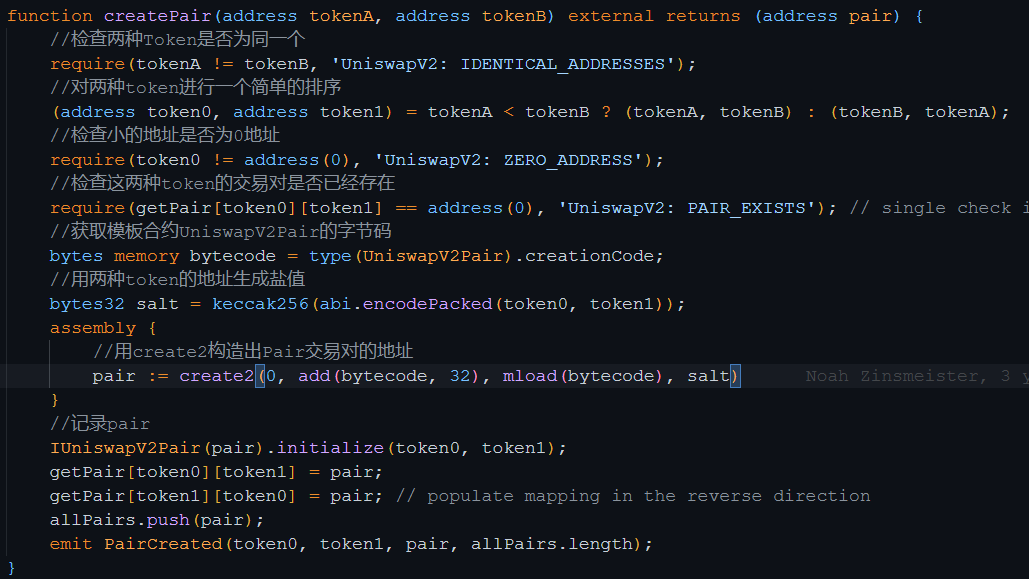 function createPair(address tokenA, address tokenB) external returns (address pair) {
//检查两种Token是否为同一个
require(tokenA != tokenB, 'UniswapV2: IDENTICAL_ADDRESSES');
//对两种token进行一个简单的排序
(address token0, address token1) = tokenA < tokenB ? (tokenA, tokenB) : (tokenB, tokenA);
//检查小的地址是否为0地址
require(token0 != address(0), 'UniswapV2: ZERO_ADDRESS');
//检查这两种token的交易对是否已经存在
require(getPair[token0][token1] == address(0), 'UniswapV2: PAIR_EXISTS'); // single check
//获取模板合约UniswapV2Pair的字节码
bytes memory bytecode = type(UniswapV2Pair).creationCode;
//用两种token的地址生成盐值
bytes32 salt = keccak256(abi.encodePacked(token0, token1));
assembly {
//用create2构造出Pair交易对的地址
pair := create2(0, add(bytecode, 32), mload(bytecode), salt) Noah Zinsmeister, 3
}
//记录pair
IUniswapV2Pair(pair).initialize(token0, token1);
getPair[token0][token1] = pair;
getPair[token1][token0] = pair; // populate mapping in the reverse direction
allPairs.push(pair);
emit PairCreated(token0, token1, pair, allPairs.length);
}